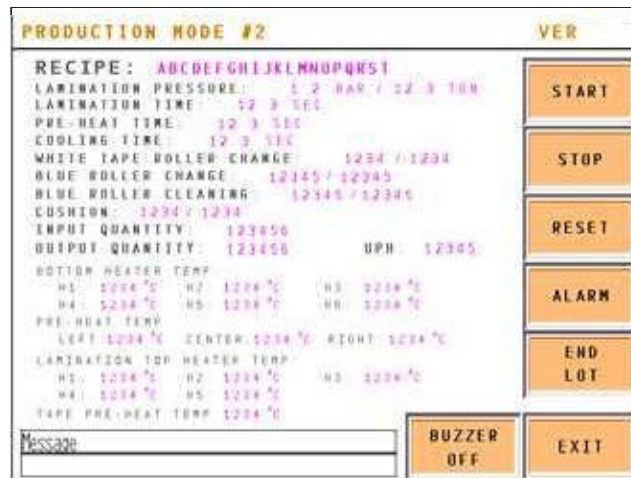 PRODUCTION MODE #2 VER
RECIPE: ABCDEFGHIJKLMNOPQRST
LAMINATION PRESSURE: 1 2 BAR / 12 3 TON
LAMINATION TIME: 12 3 SEC
PRE-HEAT TIME: 12 3 SEC
COOLING TIME: 12 3 SEC
WHITE TAPE ROLLER CHANGE: 1234 / 1234
BLUE ROLLER CHANGE: 12345 / 12345
BLUE ROLLER CLEANING: 12345 / 12345
CUSHION: 1234 / 1234
INPUT QUANTITY: 123456
OUTPUT QUANTITY: 123456 UPH: 12345
BOTTOM HEATER TEMP
H1: 1234 °C H2: 1234 °C H3: 1234 °C
H4: 1234 °C H5: 1234 °C H6: 1234 °C
PRE-HEAT TEMP
LEFT: 1234 °C CENTER: 1234 °C RIGHT: 1234 °C
LAMINATION TOP HEATER TEMP
H1: 1234 °C H2: 1234 °C H3: 1234 °C
H4: 1234 °C H5: 1234 °C
TAPE PRE-HEAT TEMP 1234 °C
Message
START
STOP
RESET
ALARM
END
LOT
BUZZER
OFF
EXIT